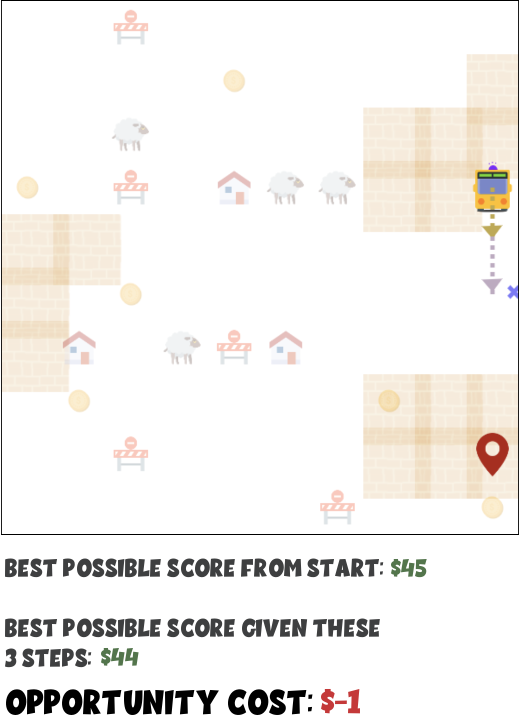 BEST POSSIBLE SCORE FROM START: $45
BEST POSSIBLE SCORE GIVEN THESE
3 STEPS: $44
OPPORTUNITY COST: $-1